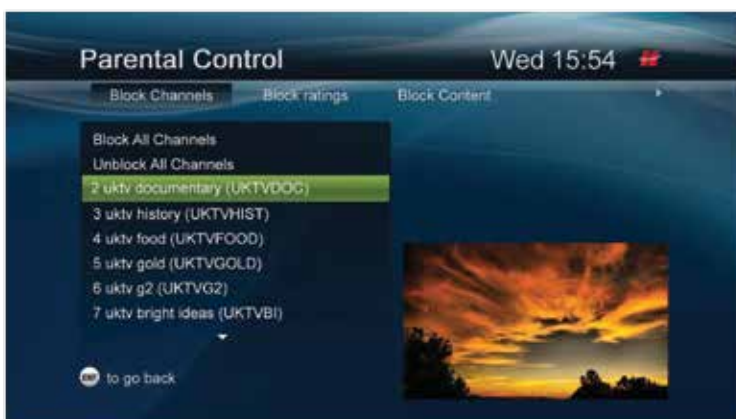 Parental Control
Wed 15:54
Block Channels
Block ratings
Block Content
Block All Channels
Unblock All Channels
2 uktv documentary (UKTVDOC)
3 uktv history (UKTVHIST)
4 uktv food (UKTVFOOD)
5 uktv gold (UKTVGOLD)
6 uktv g2 (UKTVG2)
7 uktv bright ideas (UKTVBI)
to go back